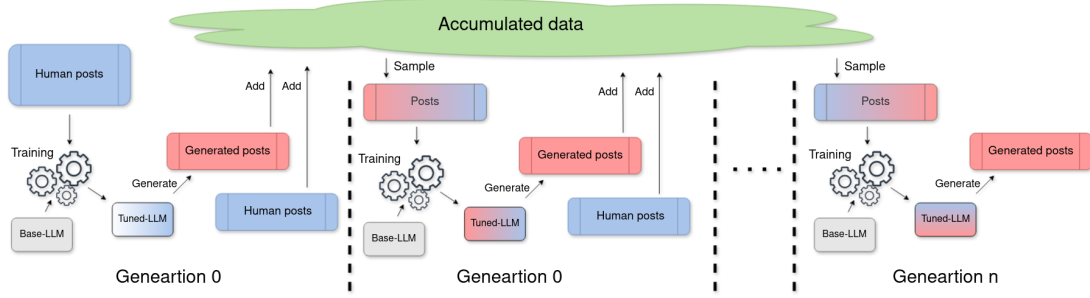 Accumulated data
Human posts
Training
Base-LLM
Tuned-LLM
Generate
Generated posts
Human posts
Add
Add
Geneartion 0
Sample
Posts
Training
Base-LLM
Tuned-LLM
Generate
Generated posts
Human posts
Add
Add
Geneartion 0
....
Sample
Posts
Training
Base-LLM
Tuned-LLM
Generate
Generated posts
Geneartion n